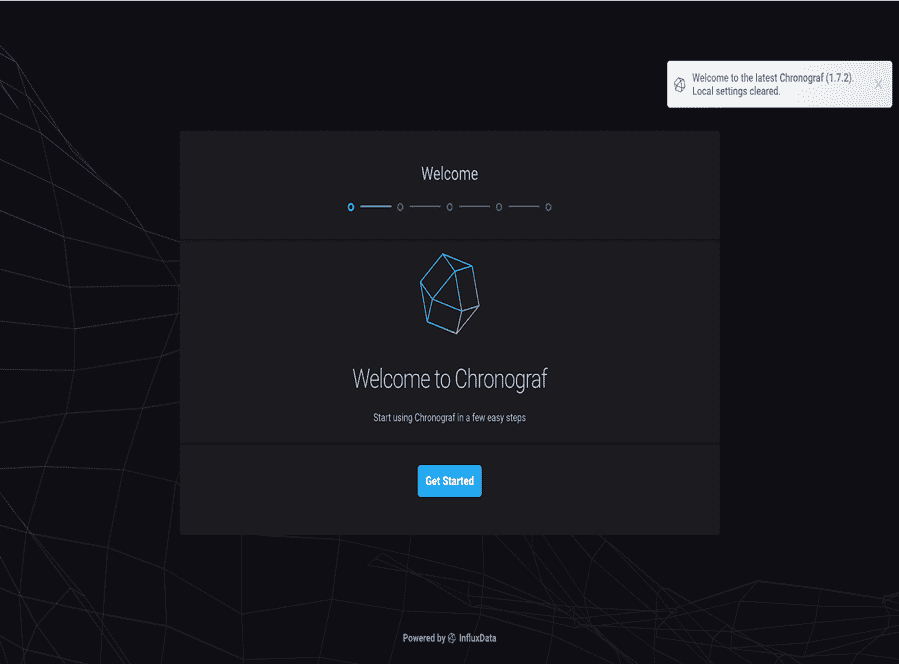 Welcome to the latest Chronograf (1.7.2).
Local settings cleared.
Welcome
Welcome to Chronograf
Start using Chronograf in a few easy steps
Get Started
Powered by InfluxData